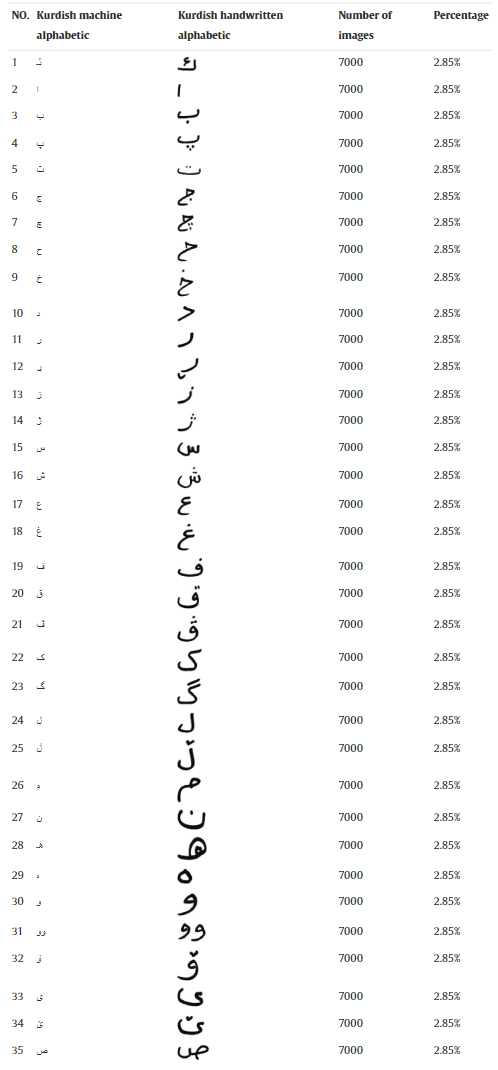 NO. Kurdish machine alphabetic Kurdish handwritten alphabetic Number of images Percentage
1 ئـ ك 7000 2.85%
2 ا ا 7000 2.85%
3 ب ب 7000 2.85%
4 پ پ 7000 2.85%
5 ت ت 7000 2.85%
6 ج ج 7000 2.85%
7 چ چ 7000 2.85%
8 ح ح 7000 2.85%
9 خ خ 7000 2.85%
10 د د 7000 2.85%
11 ر ر 7000 2.85%
12 ڕ ڕ 7000 2.85%
13 ز ز 7000 2.85%
14 ژ ژ 7000 2.85%
15 س س 7000 2.85%
16 ش ش 7000 2.85%
17 ع ع 7000 2.85%
18 غ غ 7000 2.85%
19 ف ف 7000 2.85%
20 ق ق 7000 2.85%
21 ڤ ڤ 7000 2.85%
22 ک ک 7000 2.85%
23 گ گ 7000 2.85%
24 ل ل 7000 2.85%
25 ڵ ڵ 7000 2.85%
26 م م 7000 2.85%
27 ن ن 7000 2.85%
28 هـ ه 7000 2.85%
29 ە ە 7000 2.85%
30 و و 7000 2.85%
31 وو وو 7000 2.85%
32 ۆ ۆ 7000 2.85%
33 ی ی 7000 2.85%
34 ێ ێ 7000 2.85%
35 ص ص 7000 2.85%